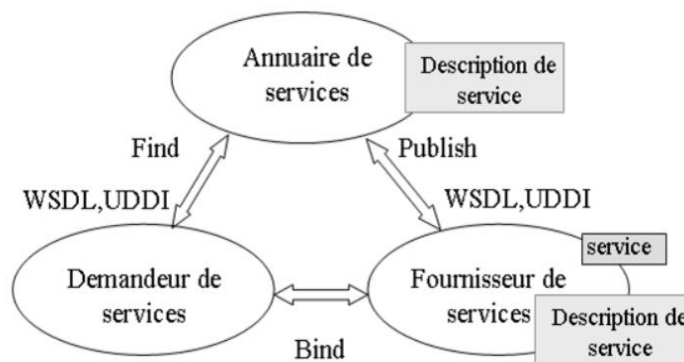 Annuaire de
services
Description de
service
Find
Publish
WSDL,UDDI
WSDL,UDDI
service
Demandeur de
services
Fournisseur de
services
Description de
service
Bind